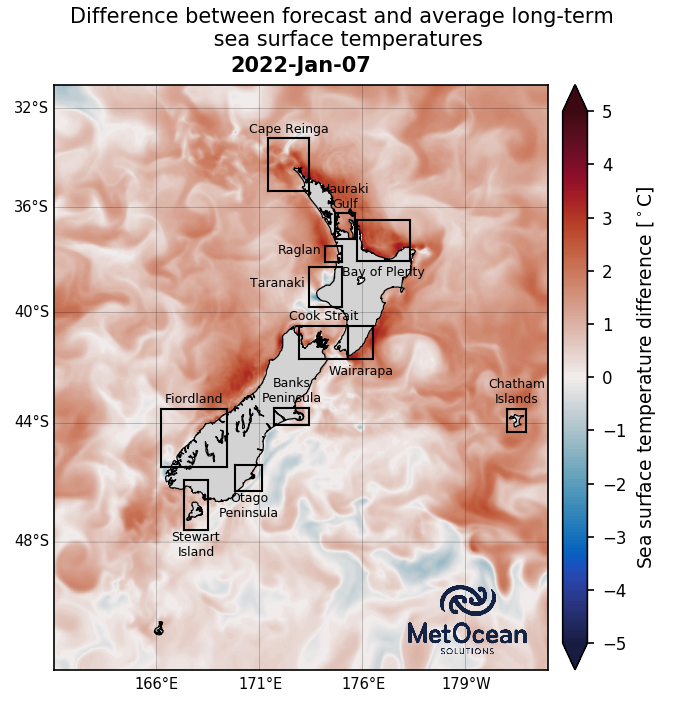 Difference between forecast and average long-term
sea surface temperatures
2022-Jan-07
32°S
36°S
40°S
44°S
48°S
166°E
171°E
176°E
179°W
Cape Reinga
Hauraki
Gulf
Raglan
Bay of Plenty
Taranaki
Cook Strait
Wairarapa
Banks
Peninsula
Fiordland
Chatham
Islands
Otago
Peninsula
Stewart
Island
MetOcean
SOLUTIONS
5
4
3
2
1
0
−1
−2
−3
−4
−5
Sea surface temperature difference [°C]